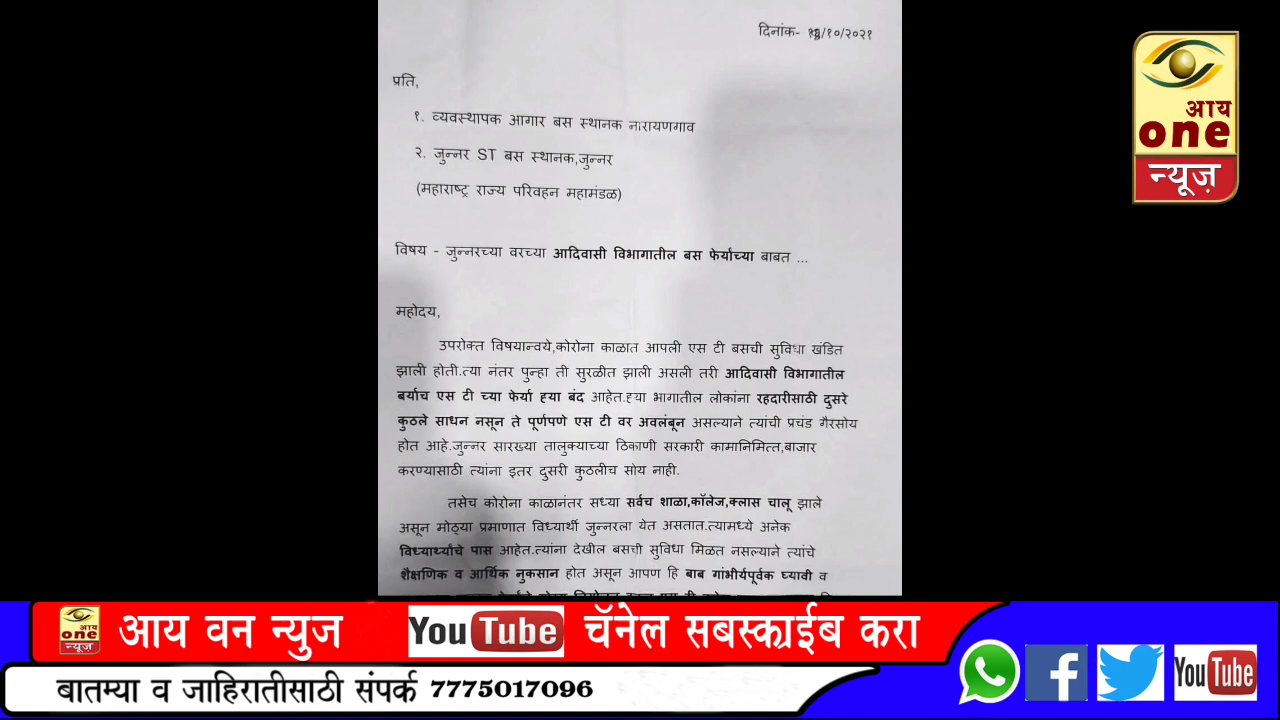 दिनांक- /१०/२०२१
प्रति,
१. व्यवस्थापक आगार बस स्थानक नारायणगाव
२. जुन्नर ST बस स्थानक,जुन्नर
(महाराष्ट्र राज्य परिवहन महामंडळ)
विषय - जुन्नरच्या वरच्या आदिवासी विभागातील बस फेर्यांच्या बाबत ...
महोदय,
उपरोक्त विषयान्वये,कोरोना काळात आपली एस टी बसची सुविधा खंडित
झाली होती.त्या नंतर पुन्हा ती सुरळीत झाली असली तरी आदिवासी विभागातील
बर्याच एस टी च्या फेर्या ह्या बंद आहेत.ह्या भागातील लोकांना रहदारीसाठी दुसरे
कुठले साधन नसून ते पूर्णपणे एस टी वर अवलंबून असल्याने त्यांची प्रचंड गैरसोय
होत आहे.जुन्नर सारख्या तालुक्याच्या ठिकाणी सरकारी कामानिमित्त,बाजार
करण्यासाठी त्यांना इतर दुसरी कुठलीच सोय नाही.
तसेच कोरोना काळानंतर सध्या सर्वच शाळा,कॉलेज,क्लास चालू झाले
असून मोठ्या प्रमाणात विध्यार्थी जुन्नरला येत असतात.त्यामध्ये अनेक
विध्यार्थ्यांचे पास आहेत.त्यांना देखील बसची सुविधा मिळत नसल्याने त्यांचे
शैक्षणिक व आर्थिक नुकसान होत असून आपण हि बाब गांभीर्यपूर्वक घ्यावी व
आय
one
न्यूज़
आय
one
न्यूज़
आय वन न्युज YouTube चॅनेल सबस्क्राईब करा
बातम्या व जाहिरातीसाठी संपर्क 7775017096
YouTube